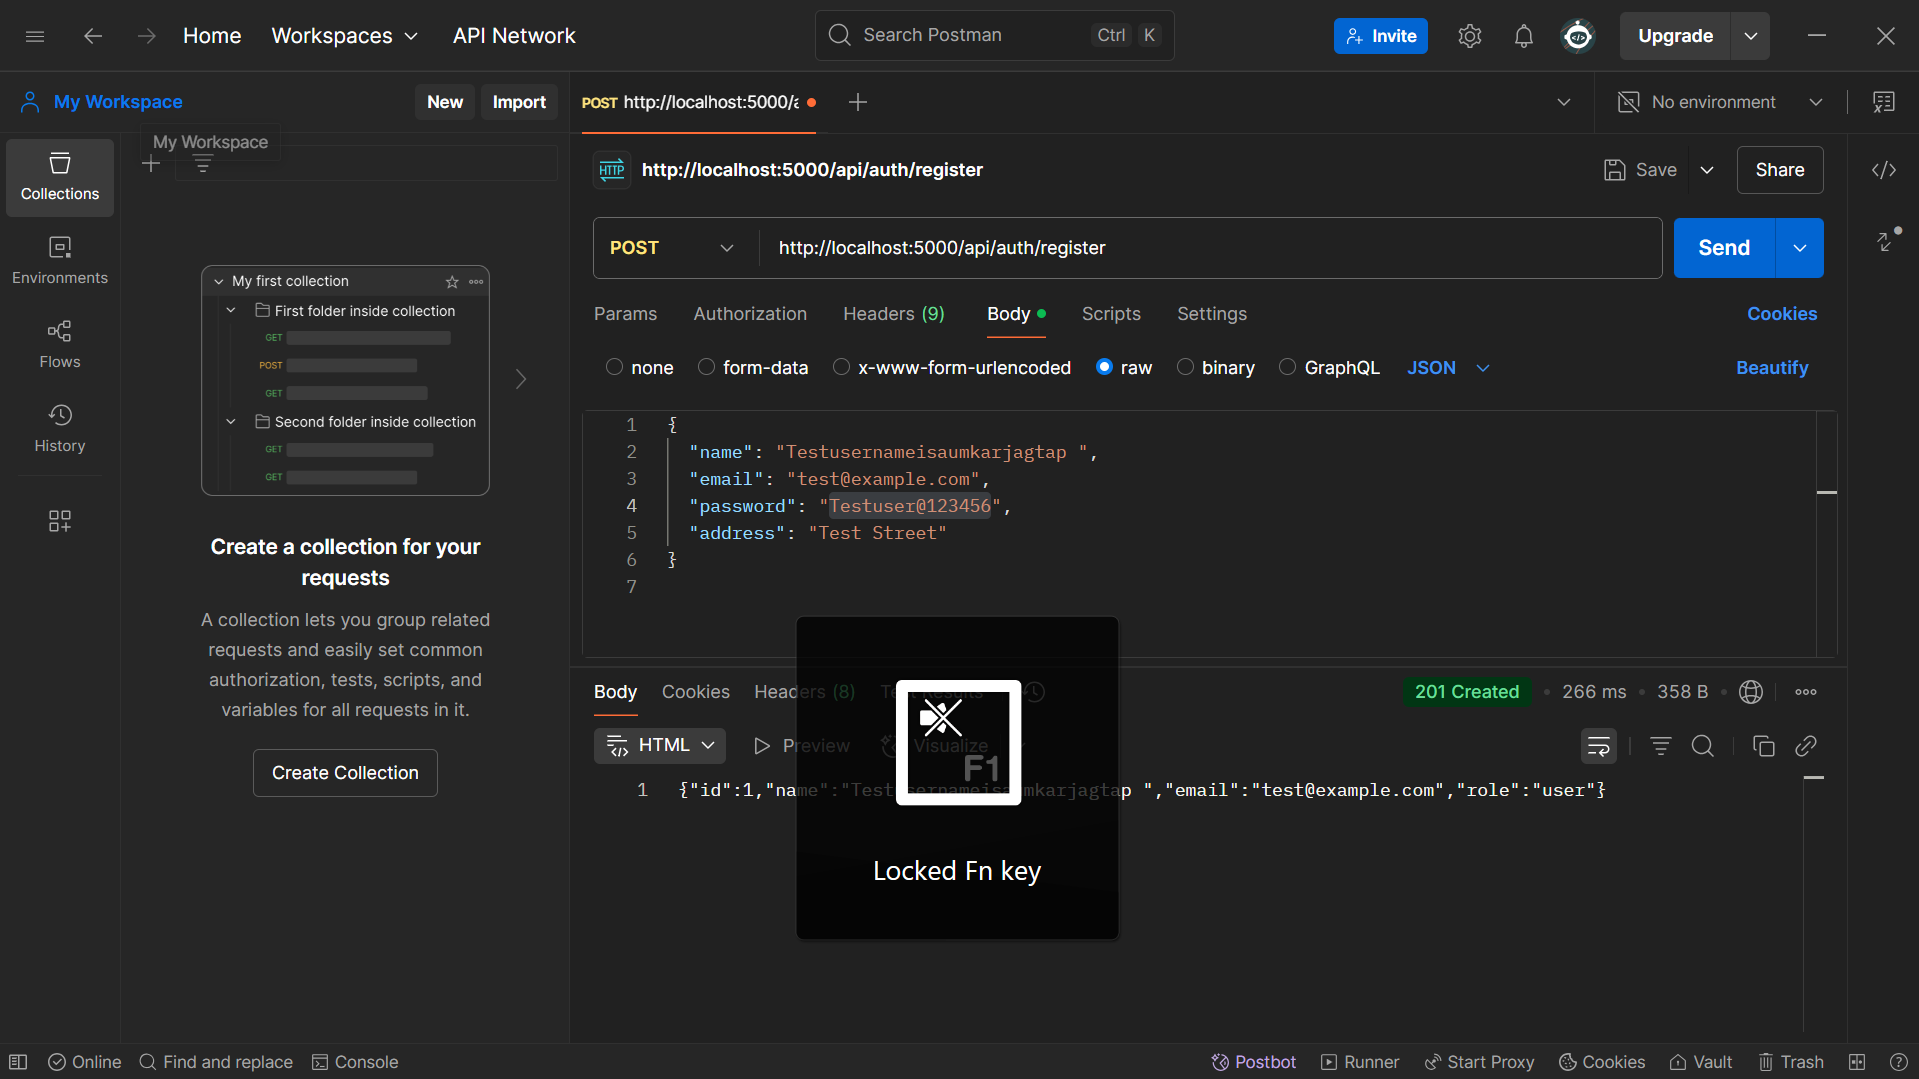 Home
Workspaces
API Network
Search Postman
Ctrl
K
Invite
Upgrade
My Workspace
New
Import
POST http://localhost:5000/a
No environment
My Workspace
Collections
Environments
Flows
History
My first collection
First folder inside collection
GET
POST
GET
Second folder inside collection
GET
GET
Create a collection for your
requests
A collection lets you group related
requests and easily set common
authorization, tests, scripts, and
variables for all requests in it.
Create Collection
HTTP
http://localhost:5000/api/auth/register
Save
Share
POST
http://localhost:5000/api/auth/register
Send
Params
Authorization
Headers (9)
Body
Scripts
Settings
Cookies
none
form-data
x-www-form-urlencoded
raw
binary
GraphQL
JSON
Beautify
1 {
2 "name": "Testusernameisaumkarjagtap ",
3 "email": "test@example.com",
4 "password": "Testuser@123456",
5 "address": "Test Street"
6 }
7
Body
Cookies
Headers (8)
Test Results
201 Created
266 ms
358 B
HTML
Preview
Visualize
1 {"id":1,"name":"Testusernameisaumkarjagtap ","email":"test@example.com","role":"user"}
F1
Locked Fn key
Online
Find and replace
Console
Postbot
Runner
Start Proxy
Cookies
Vault
Trash